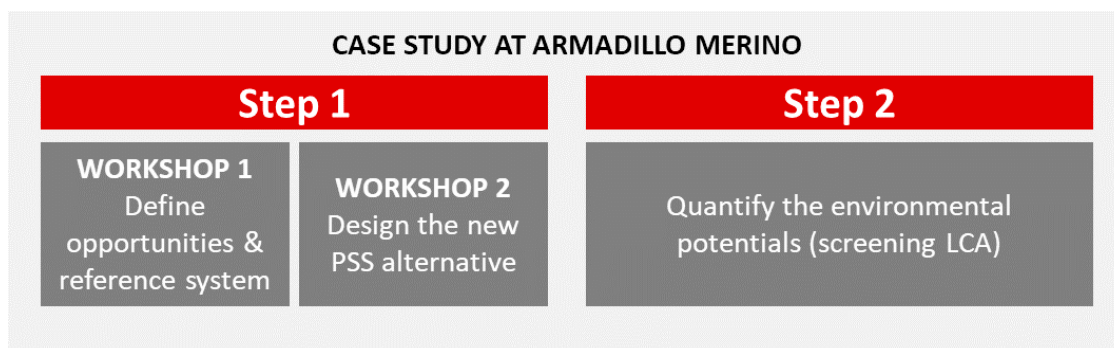 CASE STUDY AT ARMADILLO MERINO
Step 1
Step 2
WORKSHOP 1
Define
opportunities &
reference system
WORKSHOP 2
Design the new
PSS alternative
Quantify the environmental
potentials (screening LCA)